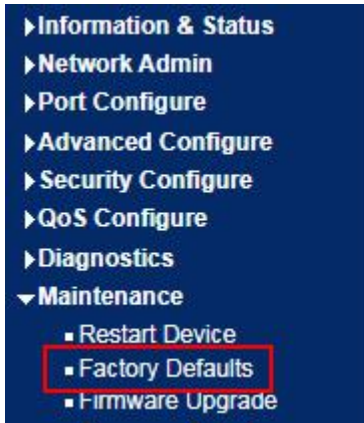 Information & Status
Network Admin
Port Configure
Advanced Configure
Security Configure
QoS Configure
Diagnostics
Maintenance
Restart Device
Factory Defaults
Firmware Upgrade